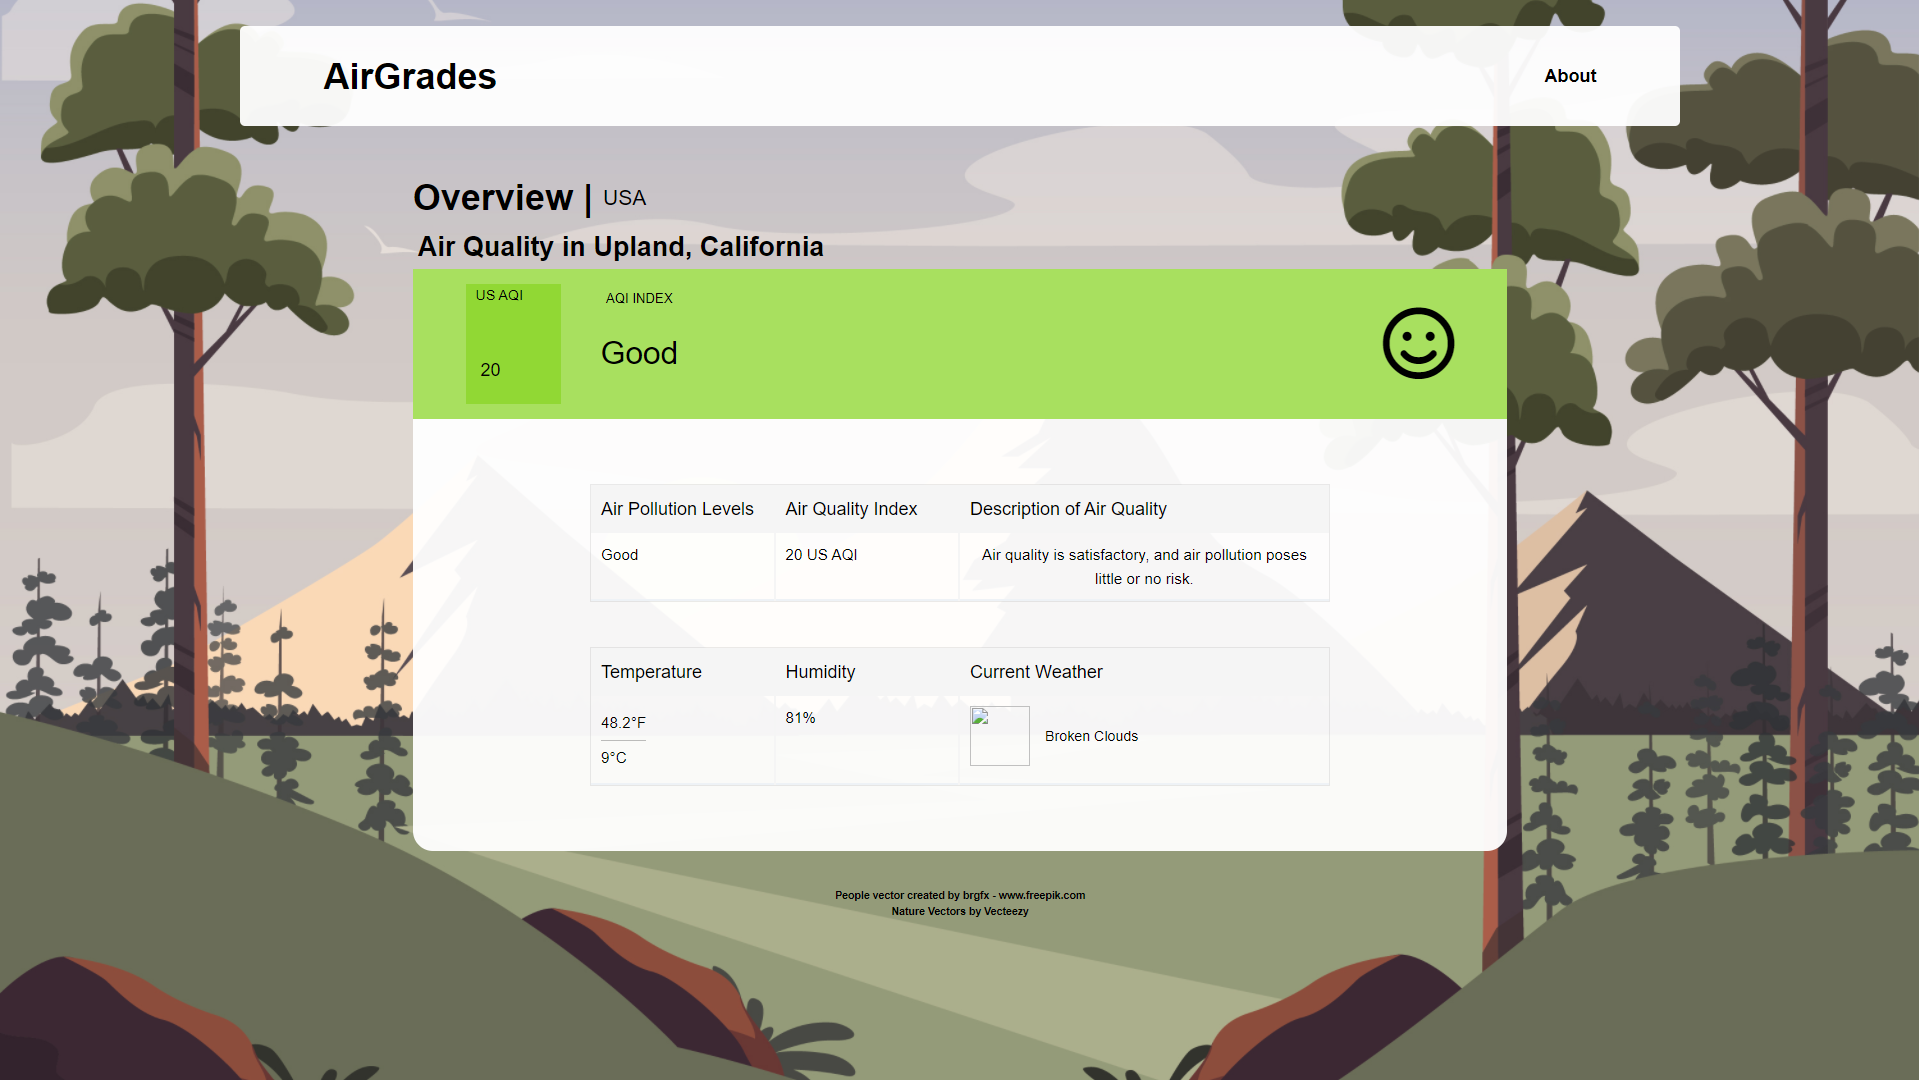 AirGrades
About
Overview | USA
Air Quality in Upland, California
US AQI
20
AQI INDEX
Good
Air Pollution Levels
Air Quality Index
Description of Air Quality
Good
20 US AQI
Air quality is satisfactory, and air pollution poses
little or no risk.
Temperature
Humidity
Current Weather
48.2°F
9°C
81%
Broken Clouds
People vector created by brgfx - www.freepik.com
Nature Vectors by Vecteezy